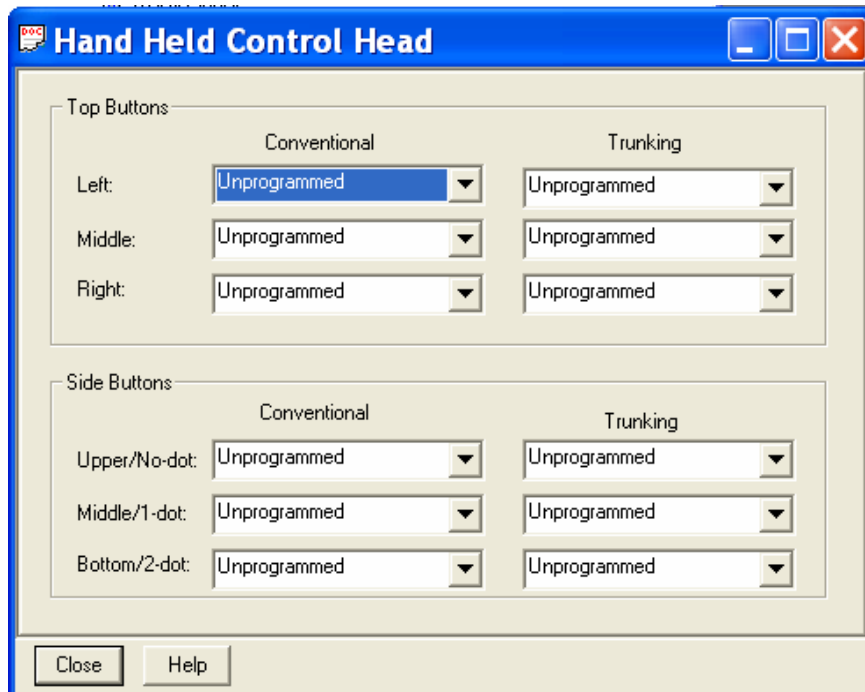 DOC
Hand Held Control Head
Top Buttons
Conventional Trunking
Left: Unprogrammed Unprogrammed
Middle: Unprogrammed Unprogrammed
Right: Unprogrammed Unprogrammed
Side Buttons
Conventional Trunking
Upper/No-dot: Unprogrammed Unprogrammed
Middle/1-dot: Unprogrammed Unprogrammed
Bottom/2-dot: Unprogrammed Unprogrammed
Close Help